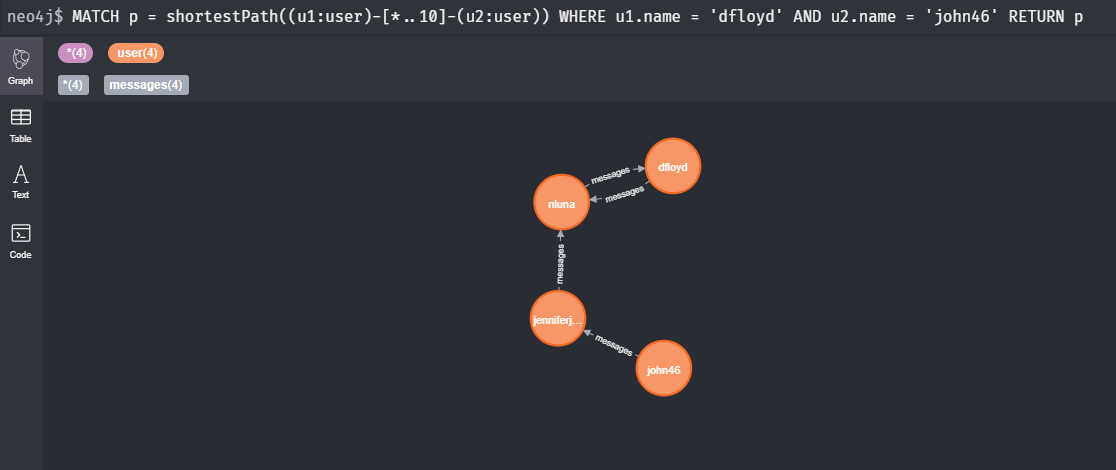 neo4j$ MATCH p = shortestPath((u1:user)-[*..10]-(u2:user)) WHERE u1.name = 'dfloyd' AND u2.name = 'john46' RETURN p
*(4) user(4)
*(4) messages(4)
Graph
Table
Text
Code
dfloyd
messages
messages
nluna
messages
jenniferj...
messages
john46